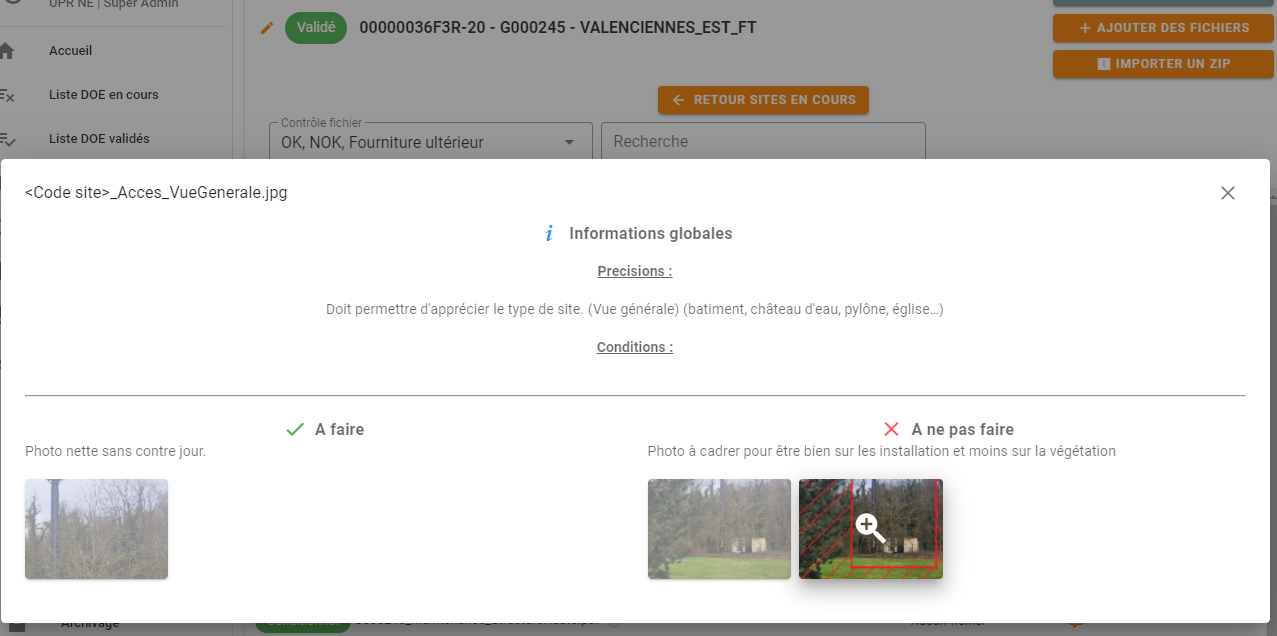 UPR NE | Super Admin
Validé
00000036F3R-20 - G000245 - VALENCIENNES_EST_FT
AJOUTER DES FICHIERS
IMPORTER UN ZIP
Accueil
Liste DOE en cours
Liste DOE validés
RETOUR SITES EN COURS
Contrôle fichier
OK, NOK, Fourniture ultérieur
Recherche
<Code site>_Acces_VueGenerale.jpg
i Informations globales
Precisions :
Doit permettre d'apprécier le type de site. (Vue générale) (batiment, château d'eau, pylône, église...)
Conditions :
A faire
Photo nette sans contre jour.
A ne pas faire
Photo à cadrer pour être bien sur les installation et moins sur la végétation
Archivage